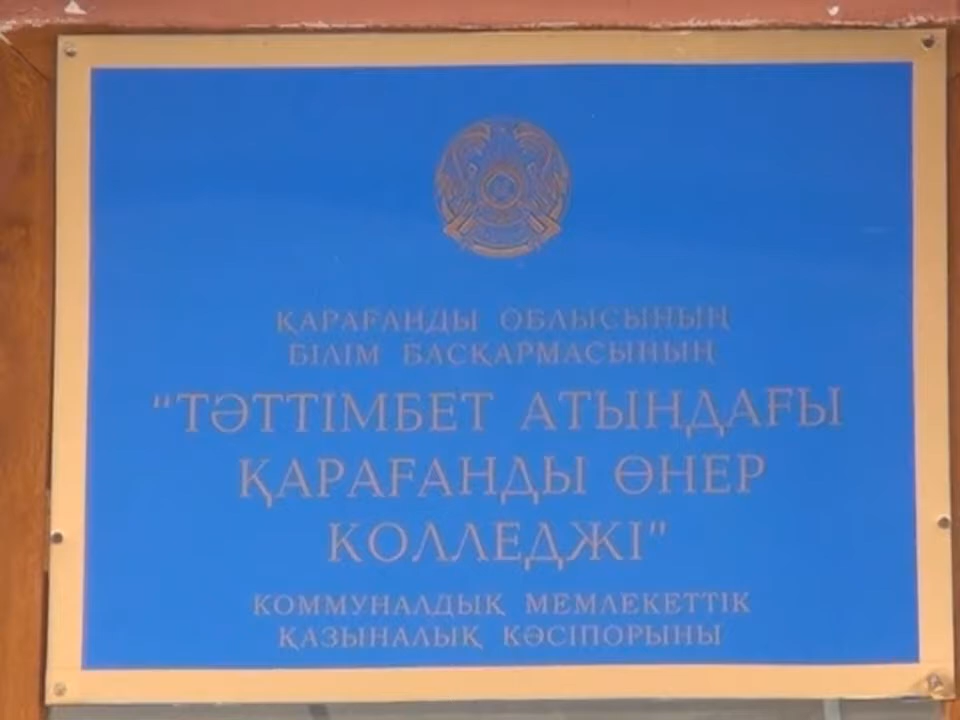 ҚАРАҒАНДЫ ОБЛЫСЫНЫҢ
БІЛІМ БАСҚАРМАСЫНЫҢ
"ТӘТТІМБЕТ АТЫНДАҒЫ
ҚАРАҒАНДЫ ӨНЕР
КОЛЛЕДЖІ"
КОММУНАЛДЫҚ МЕМЛЕКЕТТІК
ҚАЗЫНАЛЫҚ КӘСІПОРЫНЫ